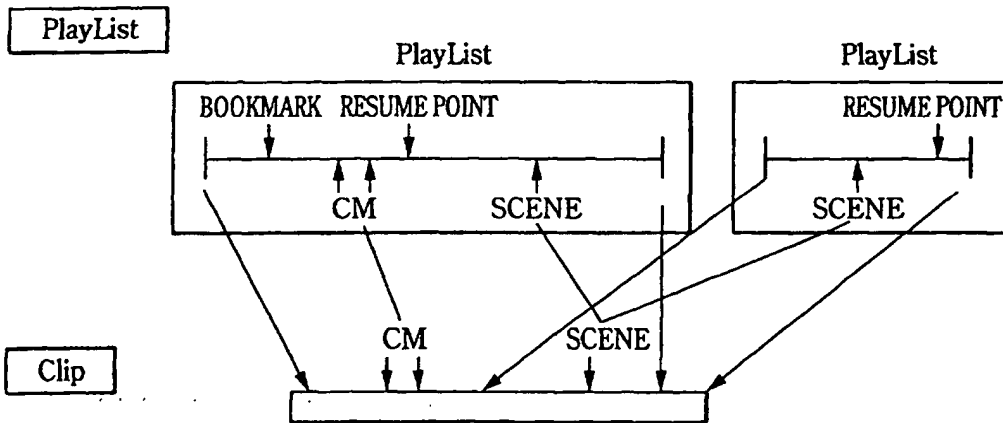 PlayList
PlayList PlayList
BOOKMARK RESUME POINT RESUME POINT
CM SCENE SCENE
CM SCENE
Clip